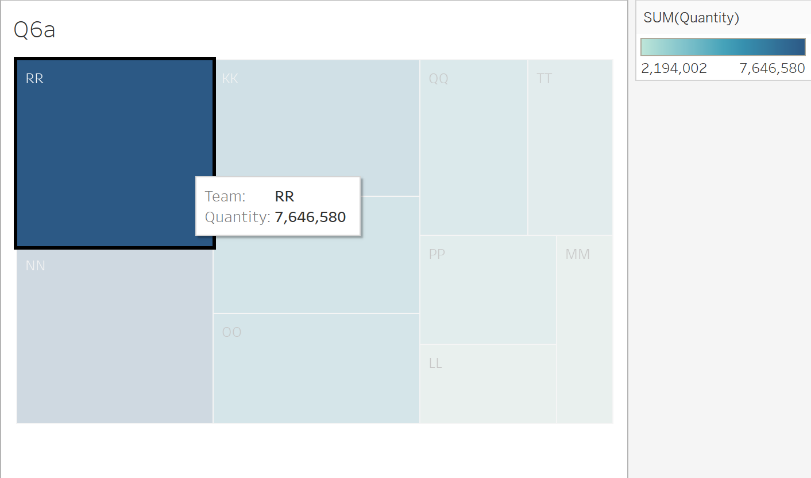 Q6a
SUM(Quantity)
2,194,002 7,646,580
RR
KK
QQ
TT
Team: RR
Quantity: 7,646,580
NN
PP
MM
OO
LL